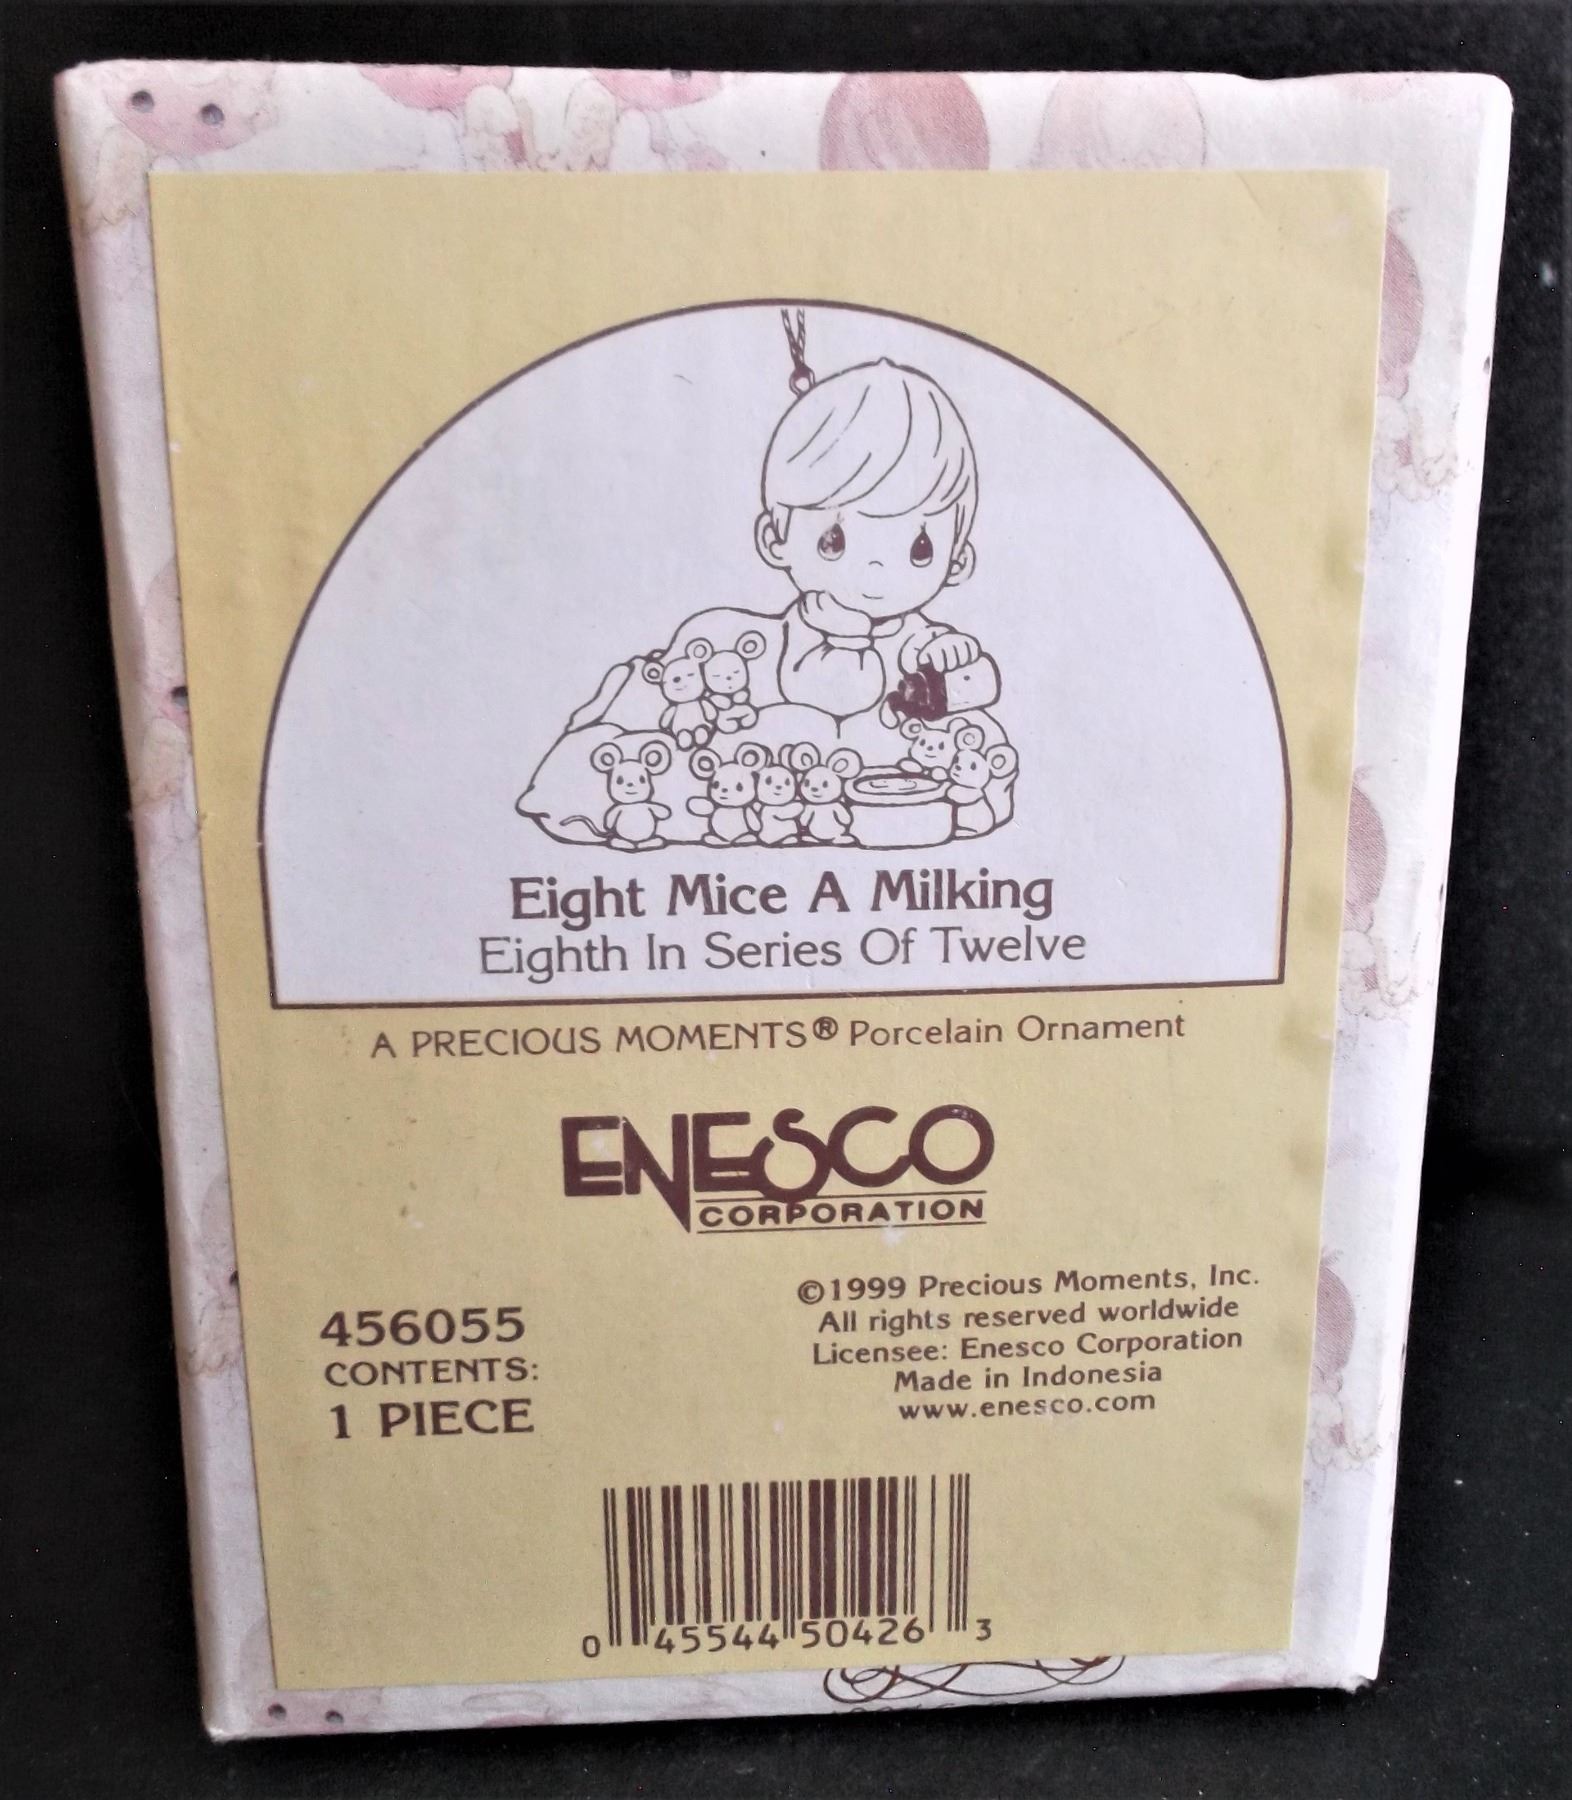 Eight Mice A Milking
Eighth In Series Of Twelve
A PRECIOUS MOMENTS® Porcelain Ornament
ENESCO
CORPORATION
456055
CONTENTS:
1 PIECE
©1999 Precious Moments, Inc.
All rights reserved worldwide
Licensee: Enesco Corporation
Made in Indonesia
www.enesco.com
0 45544 50426 3